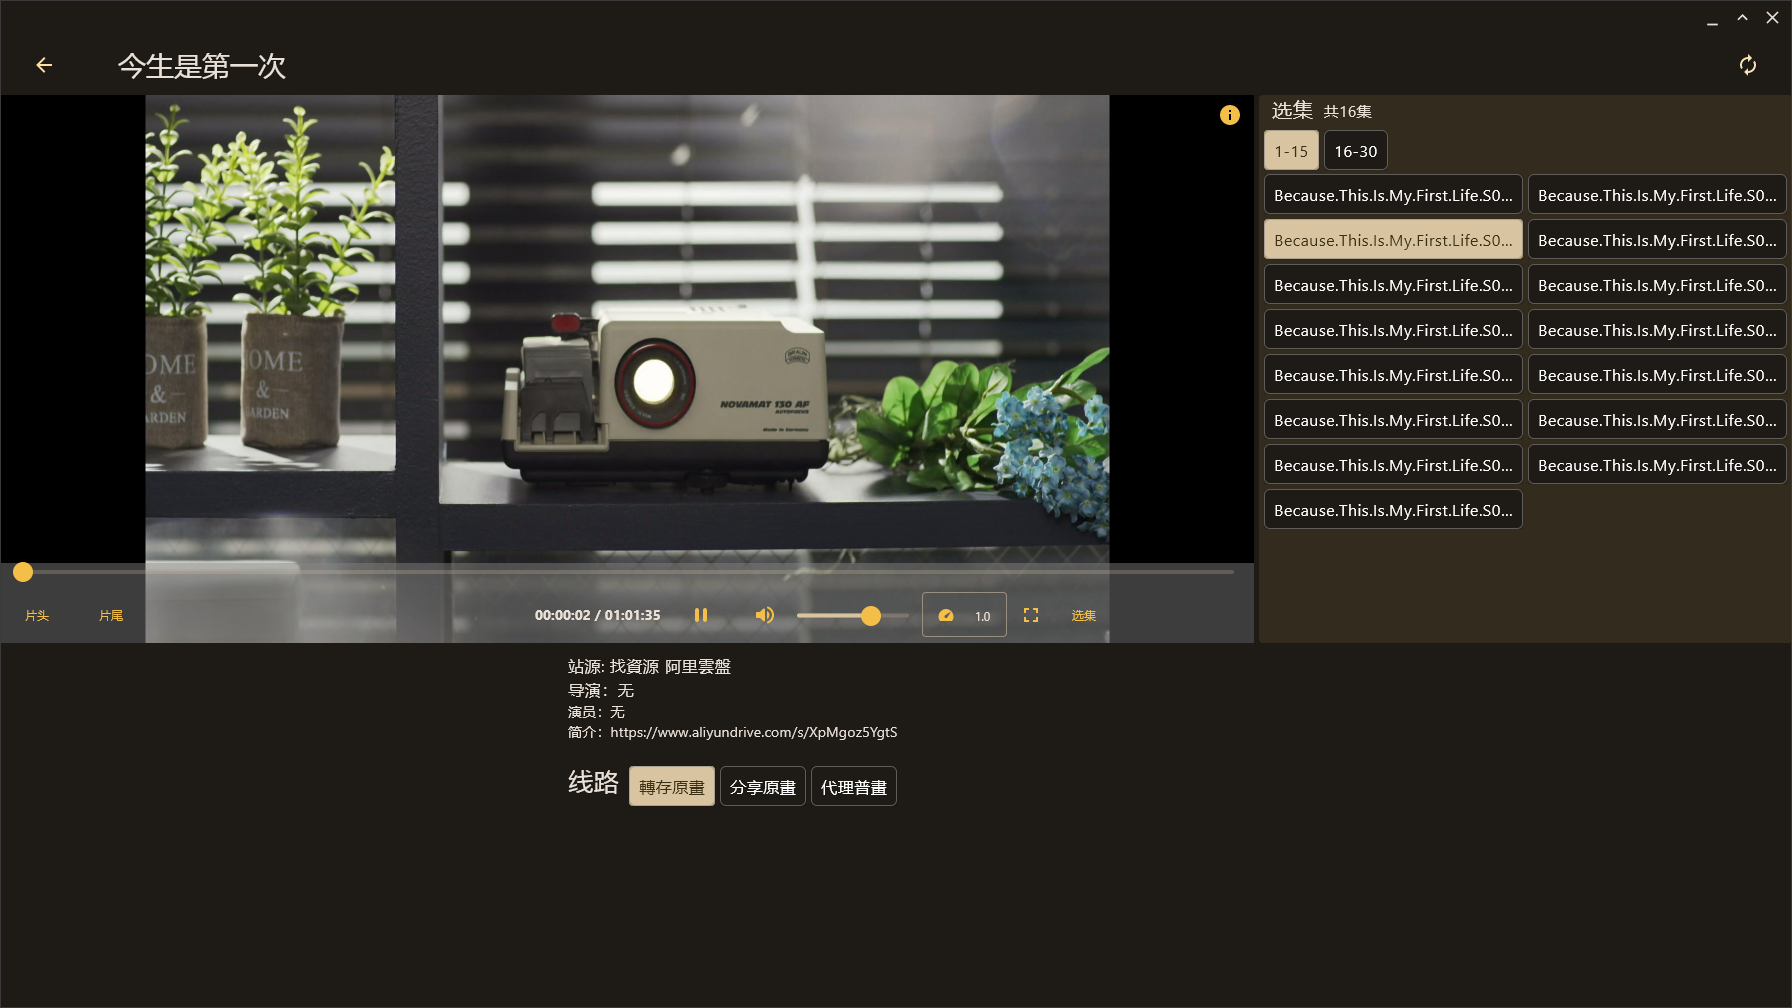 今生是第一次
选集 共16集
1-15 16-30
Because.This.Is.My.First.Life.S0... Because.This.Is.My.First.Life.S0...
Because.This.Is.My.First.Life.S0... Because.This.Is.My.First.Life.S0...
Because.This.Is.My.First.Life.S0... Because.This.Is.My.First.Life.S0...
Because.This.Is.My.First.Life.S0... Because.This.Is.My.First.Life.S0...
Because.This.Is.My.First.Life.S0... Because.This.Is.My.First.Life.S0...
Because.This.Is.My.First.Life.S0... Because.This.Is.My.First.Life.S0...
Because.This.Is.My.First.Life.S0... Because.This.Is.My.First.Life.S0...
Because.This.Is.My.First.Life.S0...
OME
&
ARDEN
OME
&
ARDEN
NOVAMAT 130 AF
AUTOFOCUS
Made in Germany
片头 片尾 00:00:02 / 01:01:35 1.0 选集
站源: 找資源 阿里雲盤
导演：无
演员：无
简介：https://www.aliyundrive.com/s/XpMgoz5YgtS
线路 轉存原畫 分享原畫 代理普畫